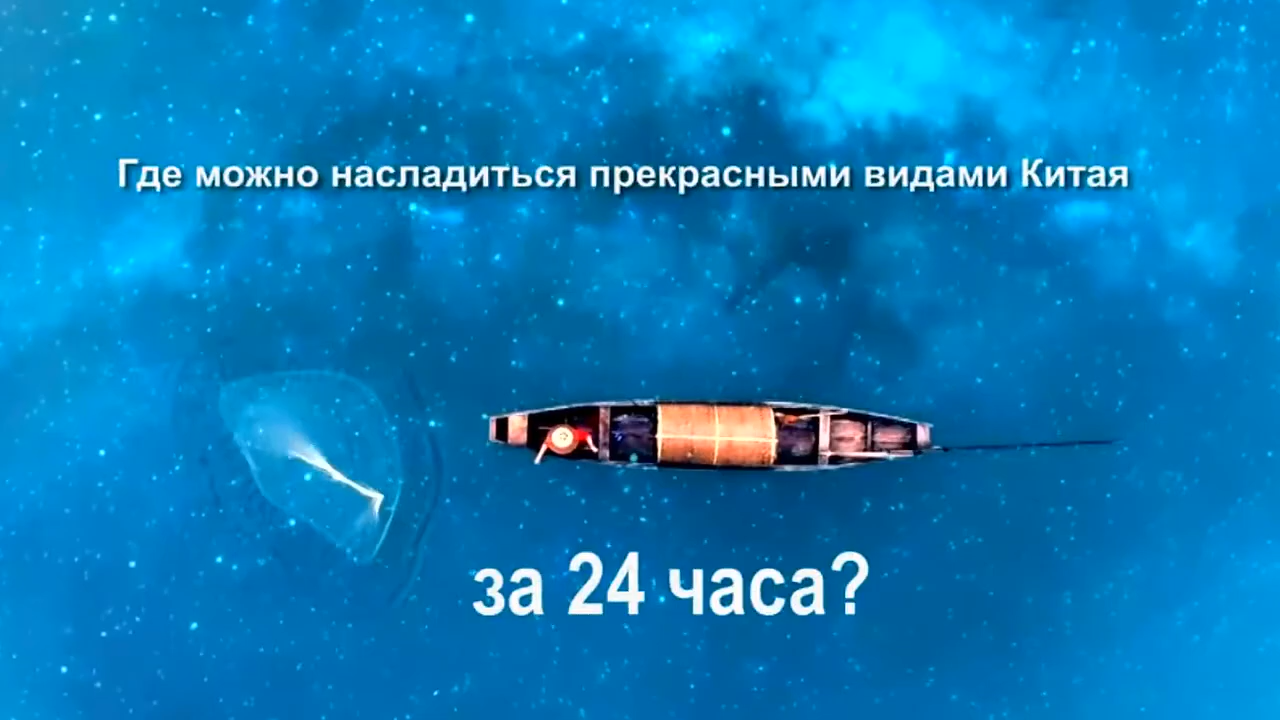 Где можно насладиться прекрасными видами Китая
за 24 часа?